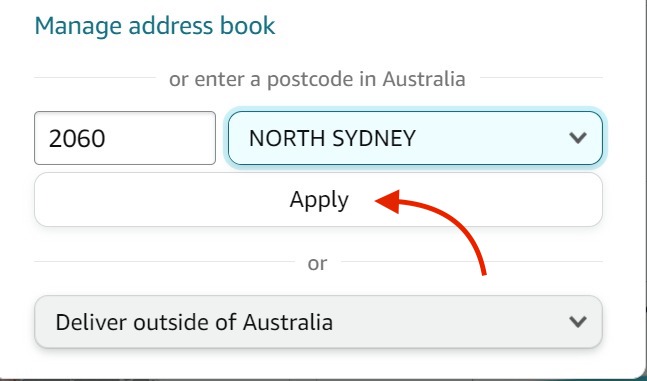 Manage address book
or enter a postcode in Australia
2060 NORTH SYDNEY
Apply
or
Deliver outside of Australia